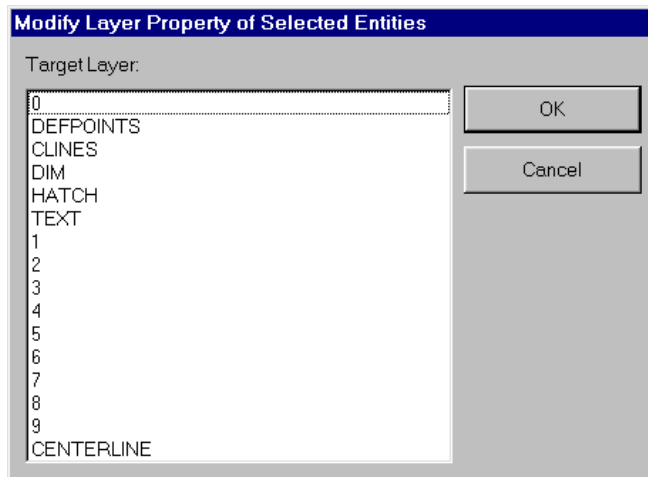 Modify Layer Property of Selected Entities
Target Layer:
0
DEFPOINTS
CLINES
DIM
HATCH
TEXT
1
2
3
4
5
6
7
8
9
CENTERLINE
OK
Cancel